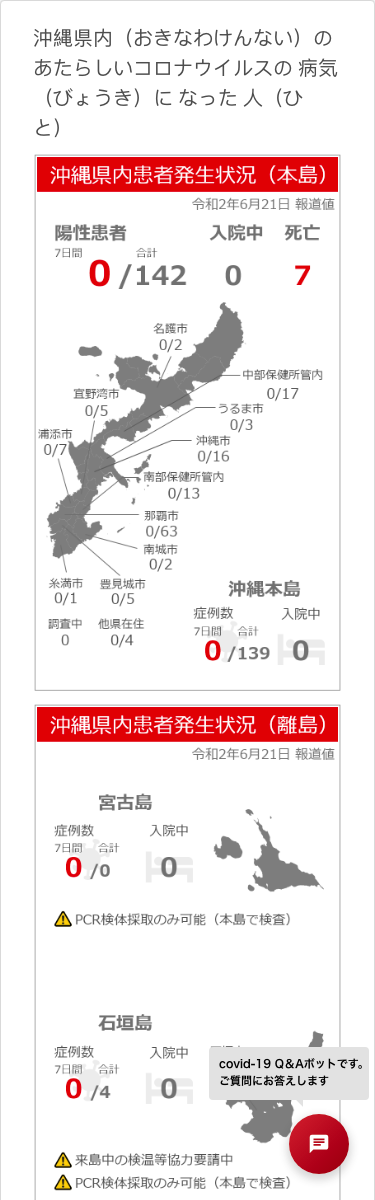 沖縄県内（おきなわけんない）の
あたらしいコロナウイルスの 病気
（びょうき）に なった 人（ひ
と）
沖縄県内患者発生状況（本島）
令和2年6月21日 報道値
陽性患者 入院中 死亡
7日間 合計
0/142 0 7
名護市
0/2
中部保健所管内
0/17
宜野湾市
0/5
うるま市
0/3
浦添市
0/7
沖縄市
0/16
南部保健所管内
0/13
那覇市
0/63
南城市
0/2
糸満市 豊見城市
0/1 0/5
沖縄本島
調査中 他県在住
0 0/4
症例数 入院中
7日間 合計
0/139 0
沖縄県内患者発生状況（離島）
令和2年6月21日 報道値
宮古島
症例数 入院中
7日間 合計
0/0 0
PCR検体採取のみ可能（本島で検査）
石垣島
症例数 入院中
7日間 合計
0/4 0
covid-19 Q&Aボットです。
ご質問にお答えします
来島中の検温等協力要請中
PCR検体採取のみ可能（本島で検査）